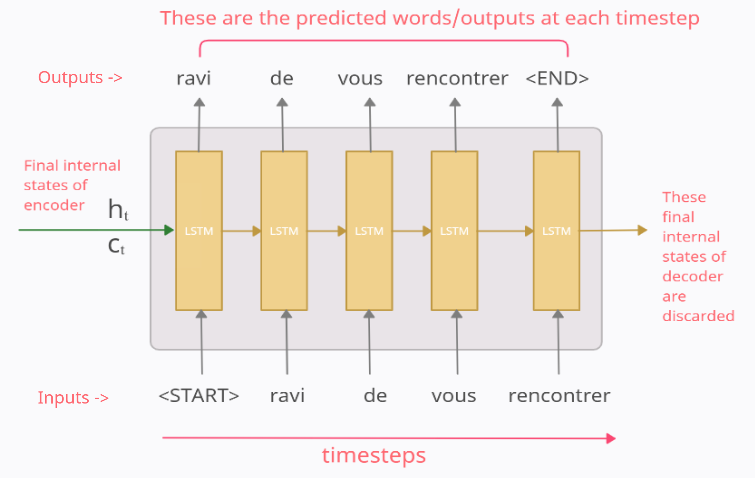 These are the predicted words/outputs at each timestep
Outputs -> ravi de vous rencontrer <END>
Final internal
states of
encoder
hₜ
cₜ
LSTM LSTM LSTM LSTM LSTM
These
final
internal
states of
decoder
are
discarded
Inputs -> <START> ravi de vous rencontrer
timesteps